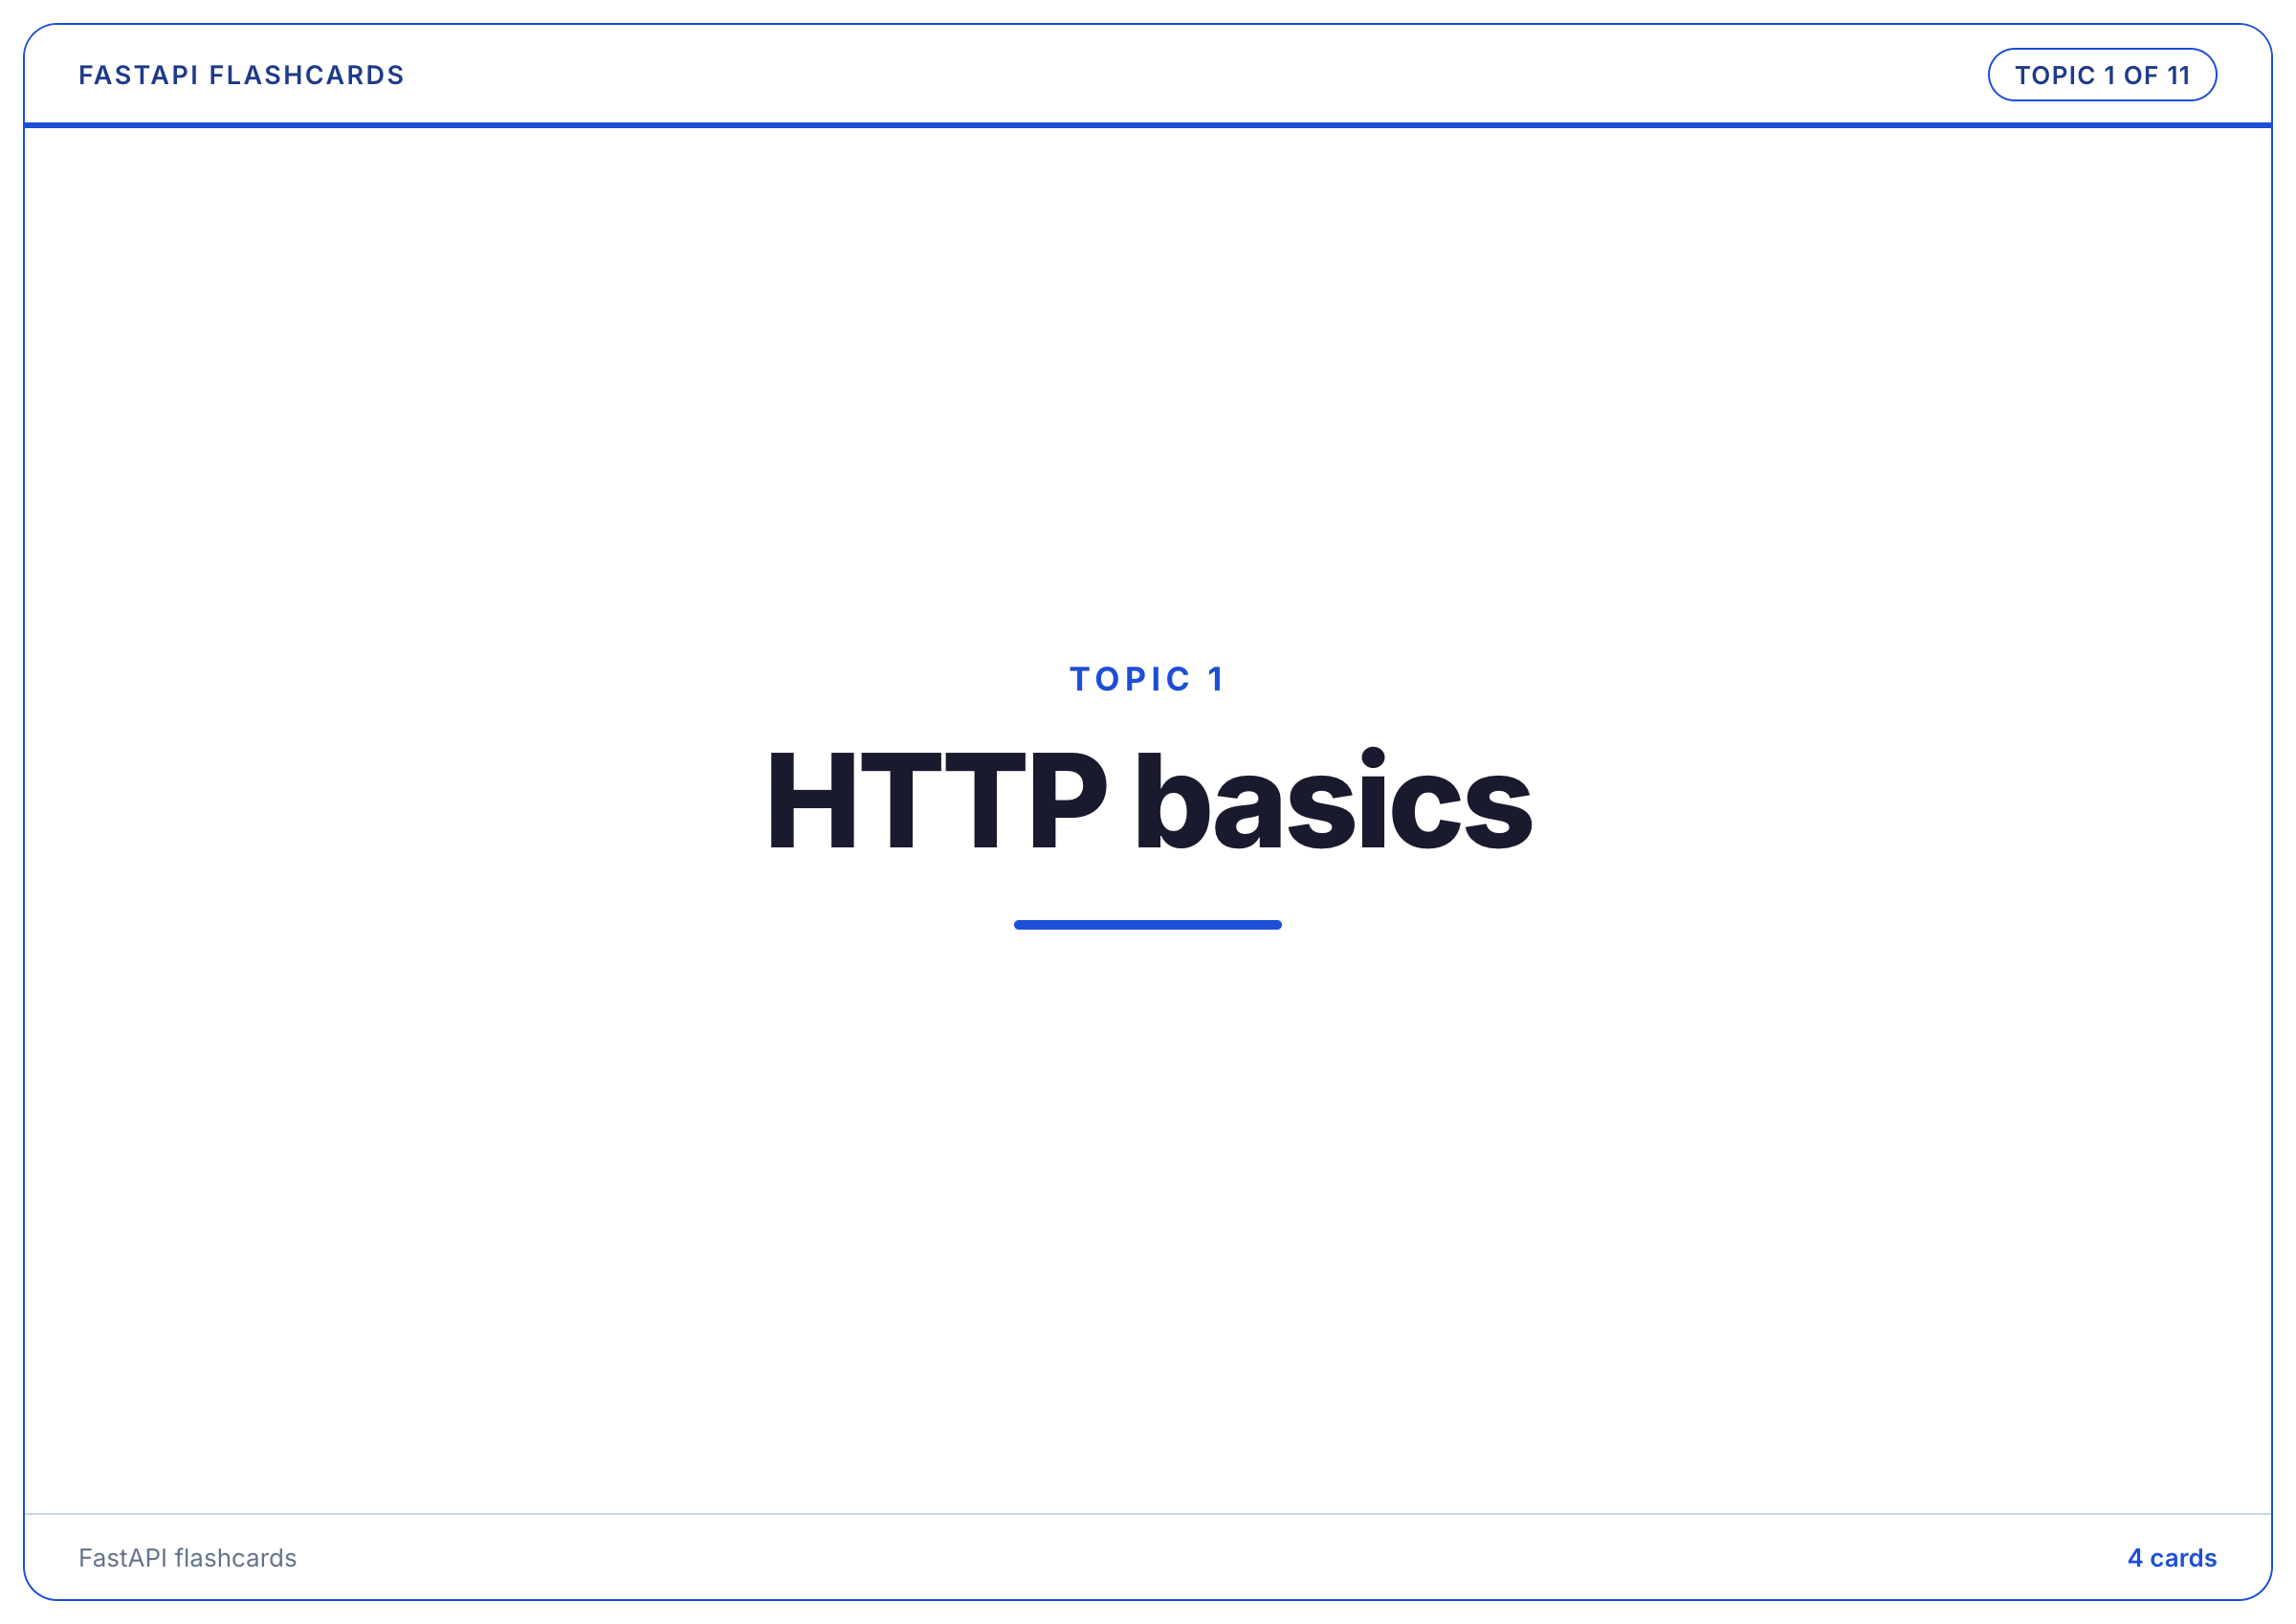 FASTAPI FLASHCARDS
TOPIC 1 OF 11
TOPIC 1
HTTP basics
FastAPI flashcards
4 cards